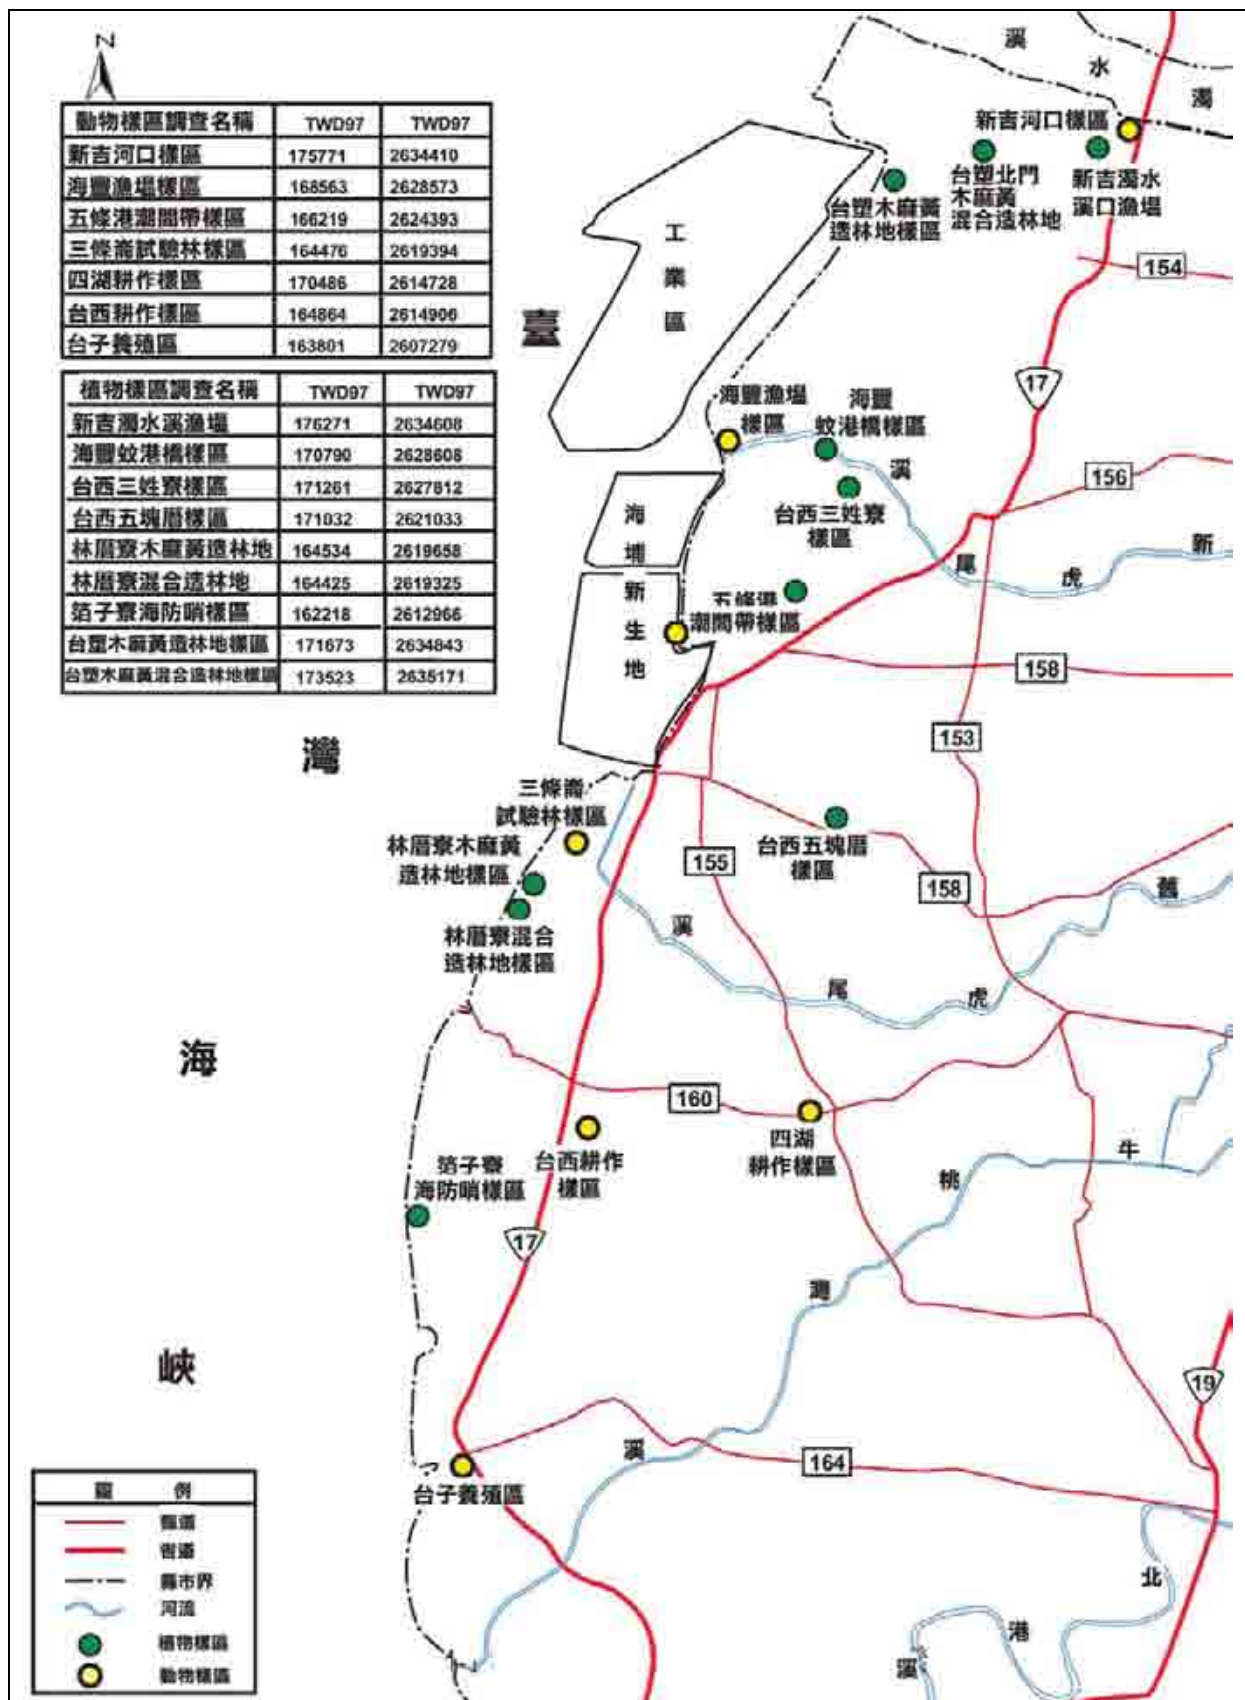 N
動物樣區調查名稱 TWD97 TWD97
新吉河口樣區 175771 2634410
海豐漁塭樣區 168563 2628573
五條港潮間帶樣區 166219 2624393
三條崙試驗林樣區 164476 2619394
四湖耕作樣區 170486 2614728
台西耕作樣區 164864 2614906
台子養殖區 163801 2607279
植物樣區調查名稱 TWD97 TWD97
新吉濁水溪漁塭 176271 2634608
海豐蚊港橋樣區 170790 2628608
台西三姓寮樣區 171261 2627812
台西五塊厝樣區 171032 2621033
林厝寮木麻黃造林地 164534 2619658
林厝寮混合造林地 164425 2619325
箔子寮海防哨樣區 162218 2612966
台塑木麻黃造林地樣區 171673 2634843
台塑木麻黃混合造林地樣區 173523 2635171
溪
水
濁
新吉河口樣區
台塑木麻黃
造林地樣區
台塑北門
木麻黃
混合造林地
新吉濁水
溪口漁塭
工
業
區
154
臺
17
海豐漁塭
樣區
海豐
蚊港橋樣區
溪
156
台西三姓寮
樣區
尾
虎
新
海
埔
新
生
地
五條港
潮間帶樣區
158
153
灣
三條崙
試驗林樣區
林厝寮木麻黃
造林地樣區
155
台西五塊厝
樣區
158
舊
林厝寮混合
造林地樣區
溪
尾
虎
海
160
四湖
耕作樣區
台西耕作
樣區
箔子寮
海防哨樣區
牛
桃
灣
17
峽
19
溪
164
台子養殖區
圖 例
縣道
省道
縣市界
河流
植物樣區
動物樣區
北
港
溪